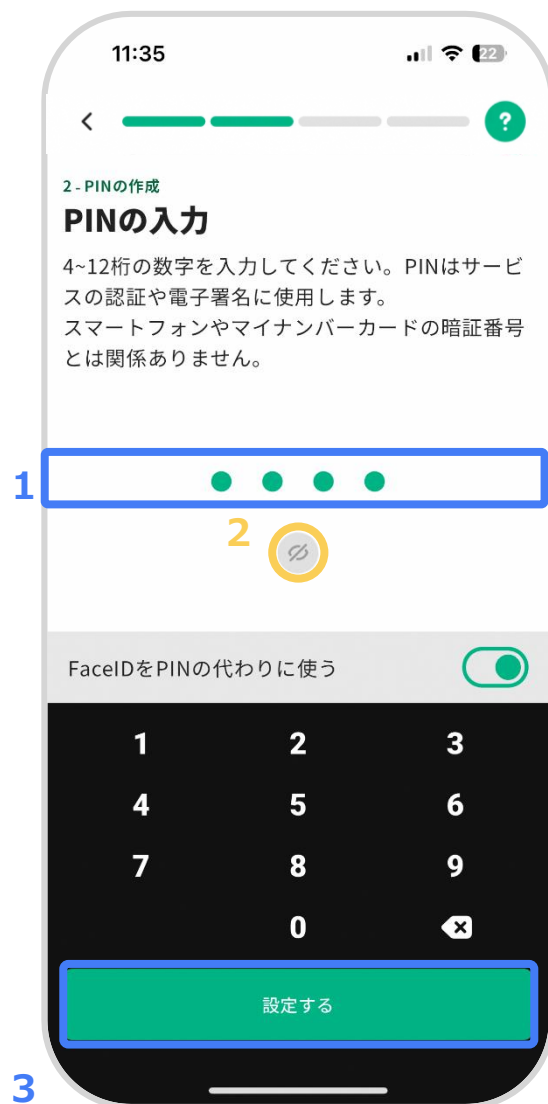 11:35
22
?
2 - PINの作成
PINの入力
4~12桁の数字を入力してください。PINはサービ
スの認証や電子署名に使用します。
スマートフォンやマイナンバーカードの暗証番号
とは関係ありません。
1
2
FaceIDをPINの代わりに使う
1 2 3
4 5 6
7 8 9
0
設定する
3